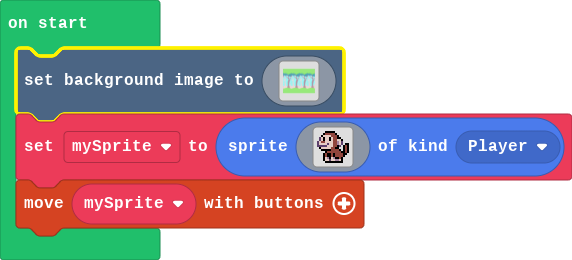 on start
set background image to
set mySprite to sprite of kind Player
move mySprite with buttons